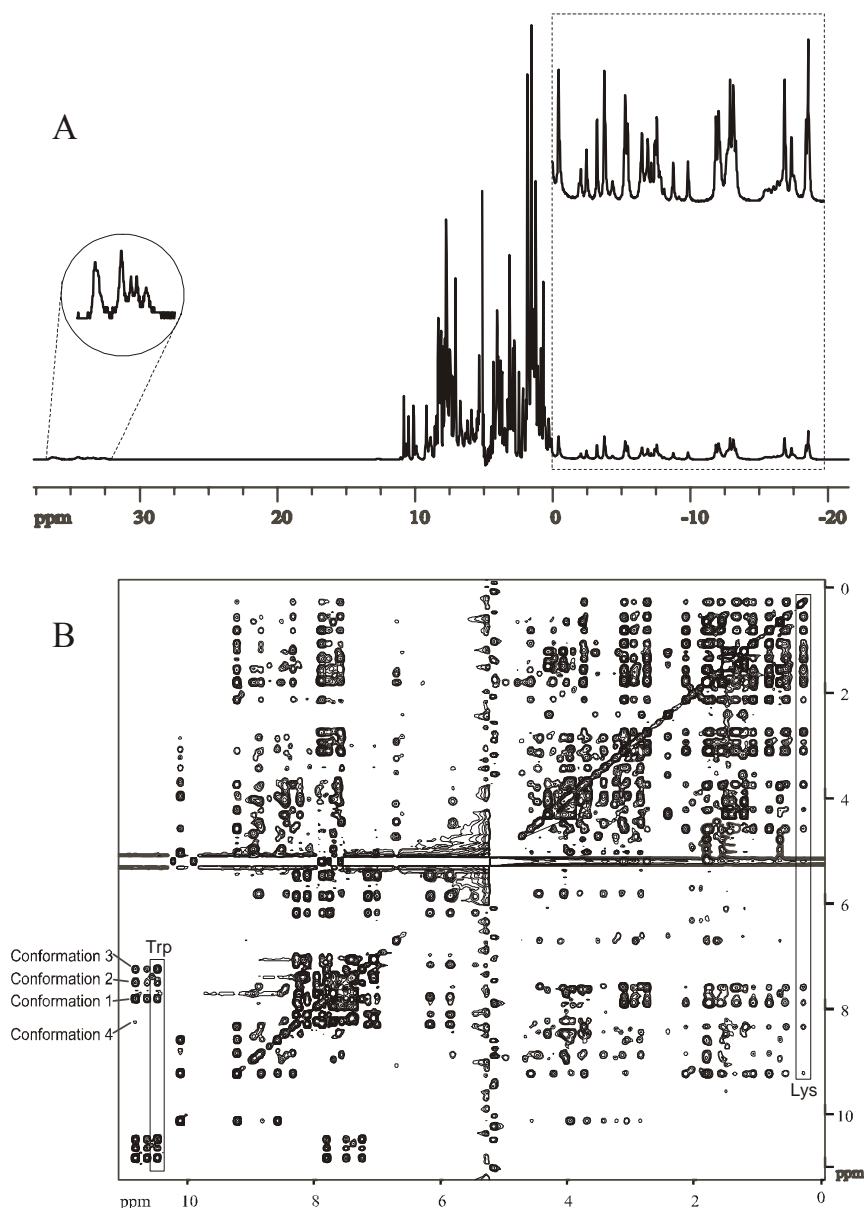 A
ppm 30 20 10 0 -10 -20
B
0
2
4
6
8
10
ppm
Conformation 3
Trp
Conformation 2
Conformation 1
Conformation 4
Lys
ppm 10 8 6 4 2 0